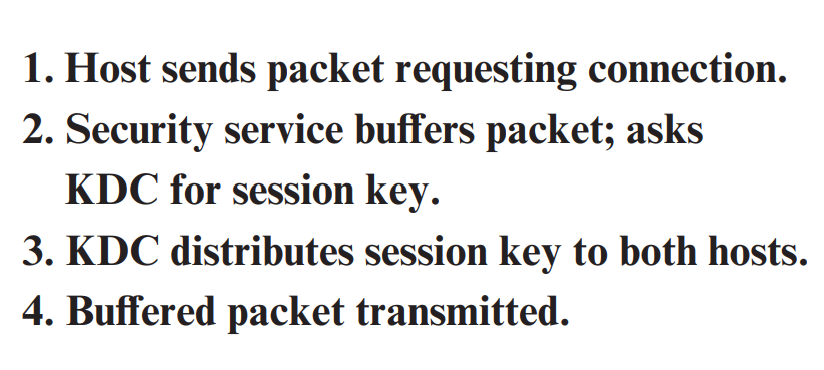 1. Host sends packet requesting connection.
2. Security service buffers packet; asks
KDC for session key.
3. KDC distributes session key to both hosts.
4. Buffered packet transmitted.